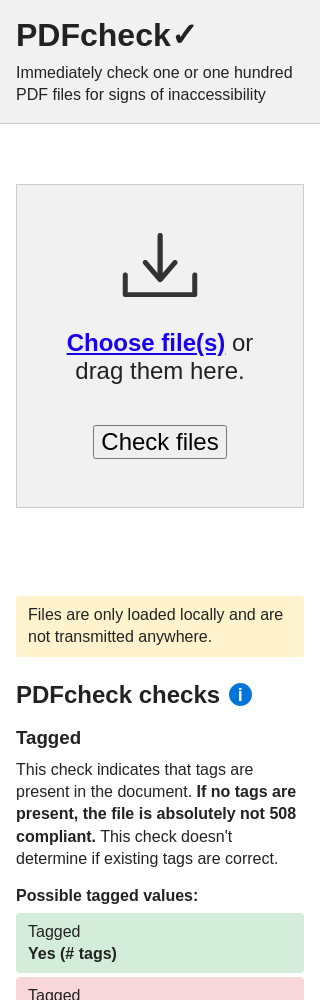 PDFcheck✓
Immediately check one or one hundred
PDF files for signs of inaccessibility
Choose file(s) or
drag them here.
Check files
Files are only loaded locally and are
not transmitted anywhere.
PDFcheck checks i
Tagged
This check indicates that tags are
present in the document. If no tags are
present, the file is absolutely not 508
compliant. This check doesn't
determine if existing tags are correct.
Possible tagged values:
Tagged
Yes (# tags)
Tagged